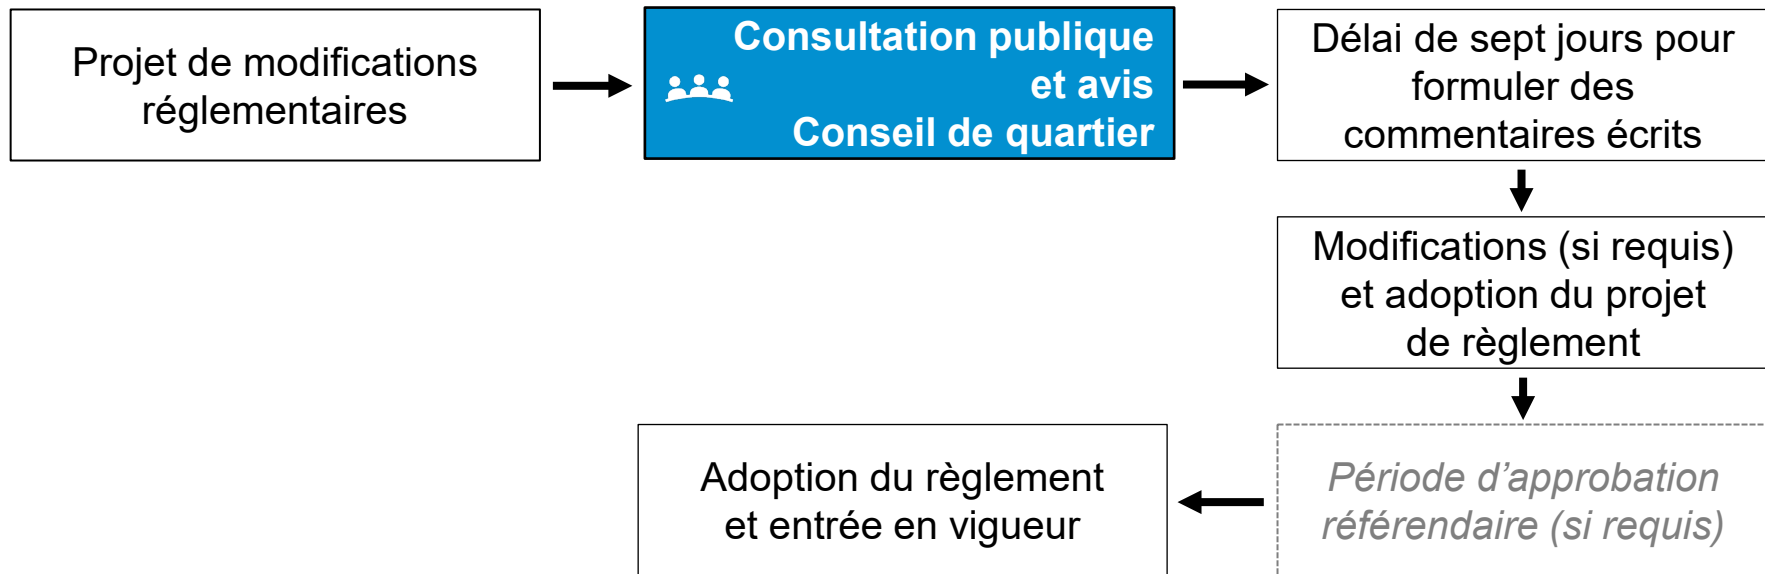 Projet de modifications
réglementaires
Consultation publique
et avis
Conseil de quartier
Délai de sept jours pour
formuler des
commentaires écrits
Modifications (si requis)
et adoption du projet
de règlement
Période d’approbation
référendaire (si requis)
Adoption du règlement
et entrée en vigueur